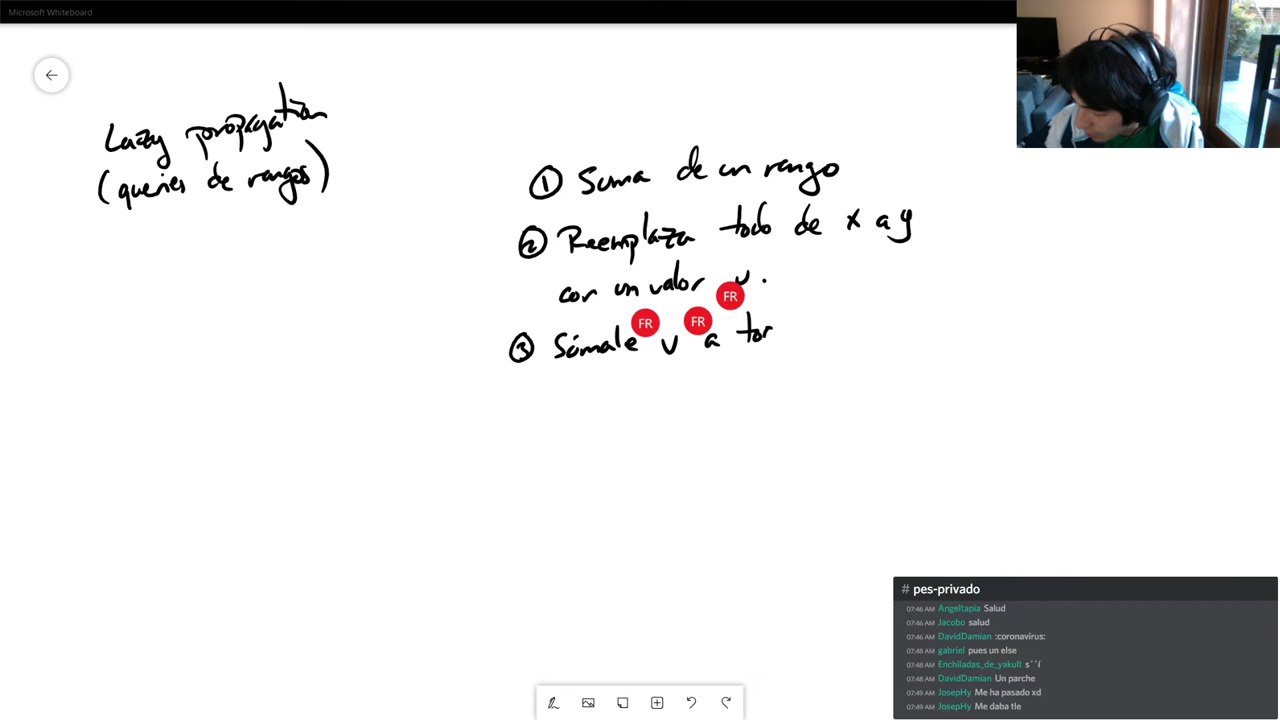 Microsoft Whiteboard
Lazy propagation
(queries de rangos)
① Suma de un rango
② Reemplaza todo de x a y
con un valor v.
FR
FR
FR
③ Súmale v a tor
# pes-privado
07:46 AM Angeltapia Salud
07:46 AM Jacobo salud
07:46 AM DavidDamian :coronavirus:
07:48 AM gabriel pues un else
07:48 AM Enchiladas_de_yakult s´´í
07:48 AM DavidDamian Un parche
07:49 AM JosepHy Me ha pasado xd
07:49 AM JosepHy Me daba tle